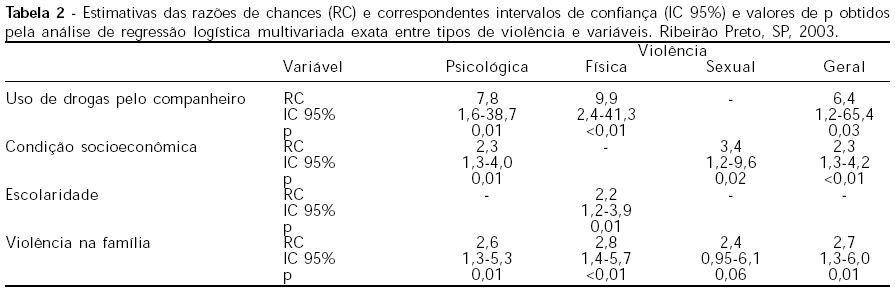 Tabela 2 - Estimativas das razões de chances (RC) e correspondentes intervalos de confiança (IC 95%) e valores de p obtidos
pela análise de regressão logística multivariada exata entre tipos de violência e variáveis. Ribeirão Preto, SP, 2003.
Violência
Variável Psicológica Física Sexual Geral
Uso de drogas pelo companheiro RC 7,8 9,9 - 6,4
IC 95% 1,6-38,7 2,4-41,3 1,2-65,4
p 0,01 <0,01 0,03
Condição socioeconômica RC 2,3 - 3,4 2,3
IC 95% 1,3-4,0 1,2-9,6 1,3-4,2
p 0,01 0,02 <0,01
Escolaridade RC - 2,2 - -
IC 95% 1,2-3,9
p 0,01
Violência na família RC 2,6 2,8 2,4 2,7
IC 95% 1,3-5,3 1,4-5,7 0,95-6,1 1,3-6,0
p 0,01 <0,01 0,06 0,01